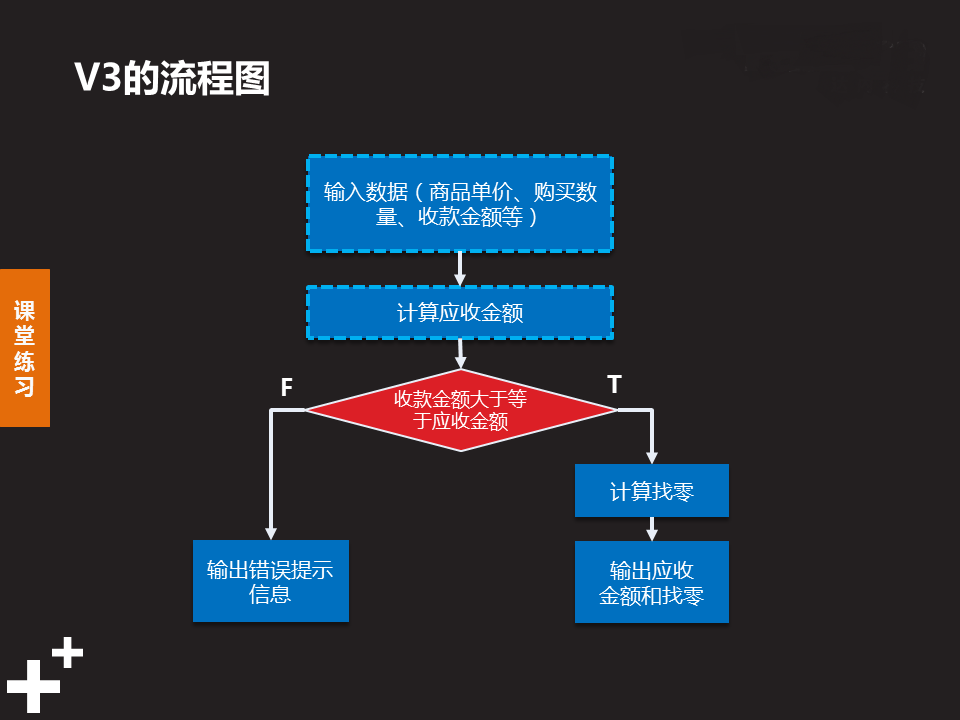 V3的流程图
输入数据（商品单价、购买数
量、收款金额等）
计算应收金额
F
T
收款金额大于等
于应收金额
计算找零
输出错误提示
信息
输出应收
金额和找零
课
堂
练
习